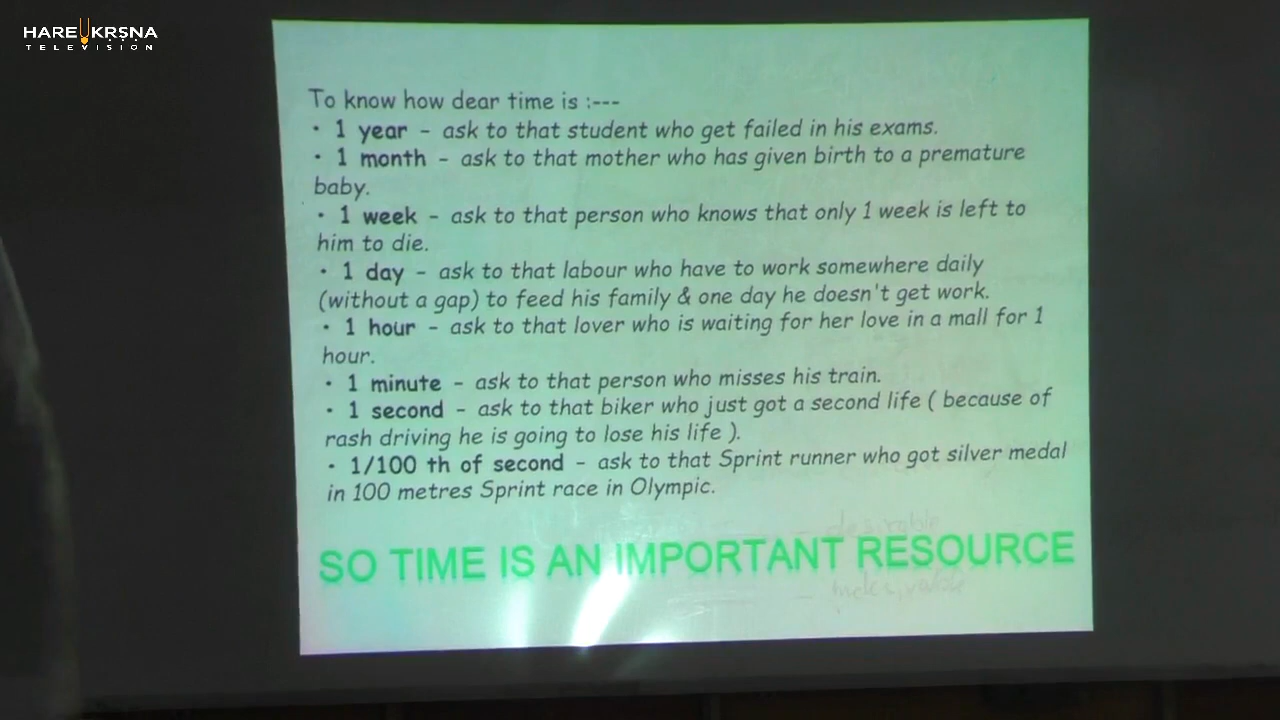 HARE KRSNA
TELEVISION
To know how dear time is :---
• 1 year - ask to that student who get failed in his exams.
• 1 month - ask to that mother who has given birth to a premature
baby.
• 1 week - ask to that person who knows that only 1 week is left to
him to die.
• 1 day - ask to that labour who have to work somewhere daily
(without a gap) to feed his family & one day he doesn't get work.
• 1 hour - ask to that lover who is waiting for her love in a mall for 1
hour.
• 1 minute - ask to that person who misses his train.
• 1 second - ask to that biker who just got a second life ( because of
rash driving he is going to lose his life ).
• 1/100 th of second - ask to that Sprint runner who got silver medal
in 100 metres Sprint race in Olympic.
- desirable
SO TIME IS AN IMPORTANT RESOURCE